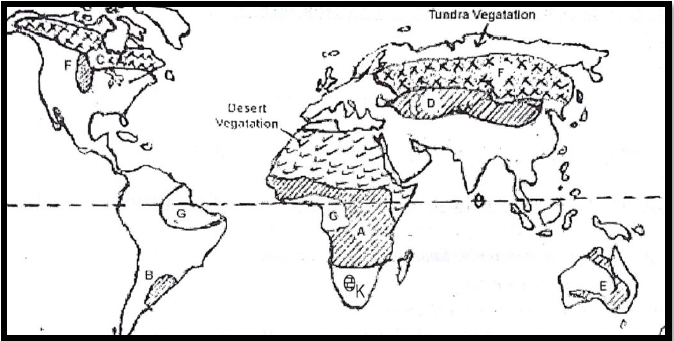 Tundra Vegatation
C
F
F
D
Desert
Vegatation
G
G
A
B
E
K